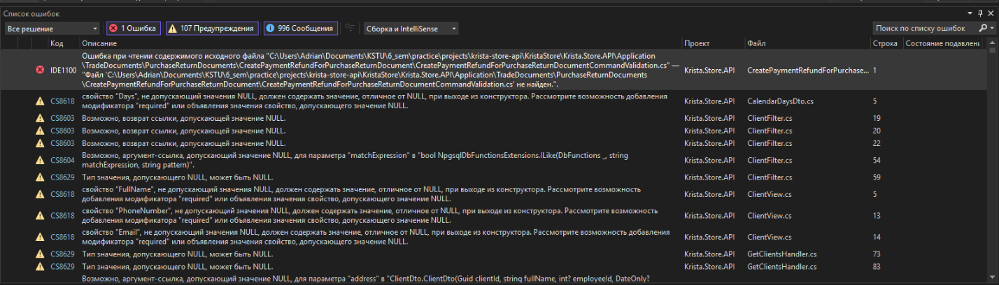 Список ошибок
Все решение 1 Ошибка 107 Предупреждения 996 Сообщения Сборка и IntelliSense Поиск по списку ошибок
Код Описание Проект Файл Строка Состояние подавлени
IDE1100 Ошибка при чтении содержимого исходного файла "C:\Users\Adrian\Documents\KSTU\6_sem\practice\projects\krista-store-api\KristaStore\Krista.Store.API\Application
\TradeDocuments\PurchaseReturnDocuments\CreatePaymentRefundForPurchaseReturnDocument\CreatePaymentRefundForPurchaseReturnDocumentCommandValidation.cs" —
"Файл 'C:\Users\Adrian\Documents\KSTU\6_sem\practice\projects\krista-store-api\KristaStore\Krista.Store.API\Application\TradeDocuments\PurchaseReturnDocuments
\CreatePaymentRefundForPurchaseReturnDocument\CreatePaymentRefundForPurchaseReturnDocumentCommandValidation.cs' не найден.".
Krista.Store.API CreatePaymentRefundForPurchase... 1
CS8618 свойство "Days", не допускающий значения NULL, должен содержать значение, отличное от NULL, при выходе из конструктора. Рассмотрите возможность добавления
модификатора "required" или объявления значения свойство, допускающего значение NULL.
Krista.Store.API CalendarDaysDto.cs 5
CS8603 Возможно, возврат ссылки, допускающей значение NULL. Krista.Store.API ClientFilter.cs 19
CS8603 Возможно, возврат ссылки, допускающей значение NULL. Krista.Store.API ClientFilter.cs 20
CS8603 Возможно, возврат ссылки, допускающей значение NULL. Krista.Store.API ClientFilter.cs 22
CS8604 Возможно, аргумент-ссылка, допускающий значение NULL, для параметра "matchExpression" в "bool NpgsqlDbFunctionsExtensions.ILike(DbFunctions _, string
matchExpression, string pattern)".
Krista.Store.API ClientFilter.cs 54
CS8629 Тип значения, допускающего NULL, может быть NULL. Krista.Store.API ClientFilter.cs 59
CS8618 свойство "FullName", не допускающий значения NULL, должен содержать значение, отличное от NULL, при выходе из конструктора. Рассмотрите возможность
добавления модификатора "required" или объявления значения свойство, допускающего значение NULL.
Krista.Store.API ClientView.cs 5
CS8618 свойство "PhoneNumber", не допускающий значения NULL, должен содержать значение, отличное от NULL, при выходе из конструктора. Рассмотрите возможность
добавления модификатора "required" или объявления значения свойство, допускающего значение NULL.
Krista.Store.API ClientView.cs 13
CS8618 свойство "Email", не допускающий значения NULL, должен содержать значение, отличное от NULL, при выходе из конструктора. Рассмотрите возможность добавления
модификатора "required" или объявления значения свойство, допускающего значение NULL.
Krista.Store.API ClientView.cs 14
CS8629 Тип значения, допускающего NULL, может быть NULL. Krista.Store.API GetClientsHandler.cs 73
CS8629 Тип значения, допускающего NULL, может быть NULL. Krista.Store.API GetClientsHandler.cs 83
Возможно, аргумент-ссылка, допускающий значение NULL, для параметра "address" в "ClientDto.ClientDto(Guid clientId, string fullName, int? employeeId, DateOnly?